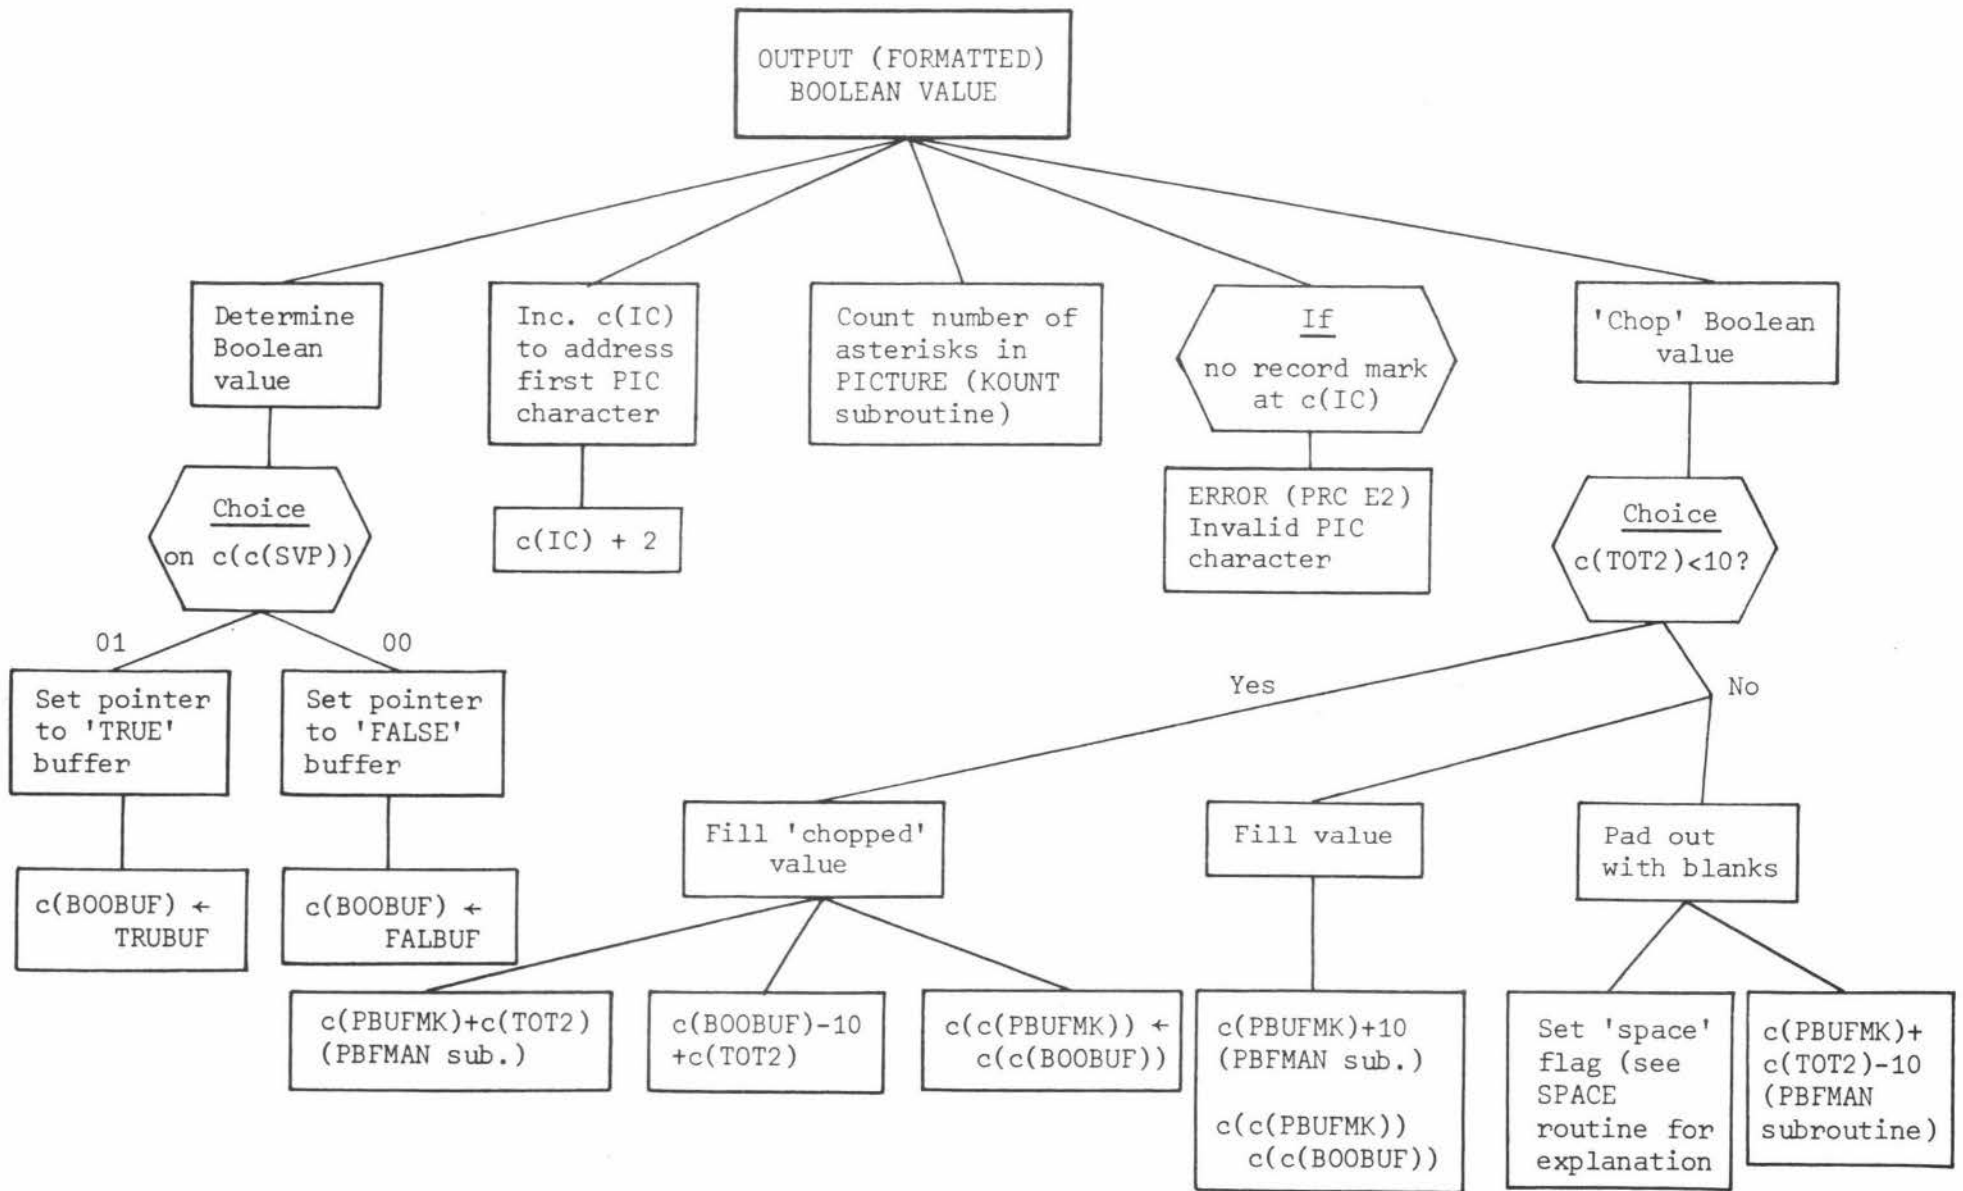 OUTPUT (FORMATTED)
BOOLEAN VALUE
Determine
Boolean
value
Inc. c(IC)
to address
first PIC
character
Count number of
asterisks in
PICTURE (KOUNT
subroutine)
If
no record mark
at c(IC)
'Chop' Boolean
value
Choice
on c(c(SVP))
c(IC) + 2
ERROR (PRC E2)
Invalid PIC
character
Choice
c(TOT2)<10?
01
00
Yes
No
Set pointer
to 'TRUE'
buffer
Set pointer
to 'FALSE'
buffer
Fill 'chopped'
value
Fill value
Pad out
with blanks
c(BOOBUF) ←
TRUBUF
c(BOOBUF) ←
FALBUF
c(PBUFMK)+c(TOT2)
(PBFMAN sub.)
c(BOOBUF)-10
+c(TOT2)
c(c(PBUFMK)) ←
c(c(BOOBUF))
c(PBUFMK)+10
(PBFMAN sub.)
c(c(PBUFMK))
c(c(BOOBUF))
Set 'space'
flag (see
SPACE
routine for
explanation
c(PBUFMK)+
c(TOT2)-10
(PBFMAN
subroutine)